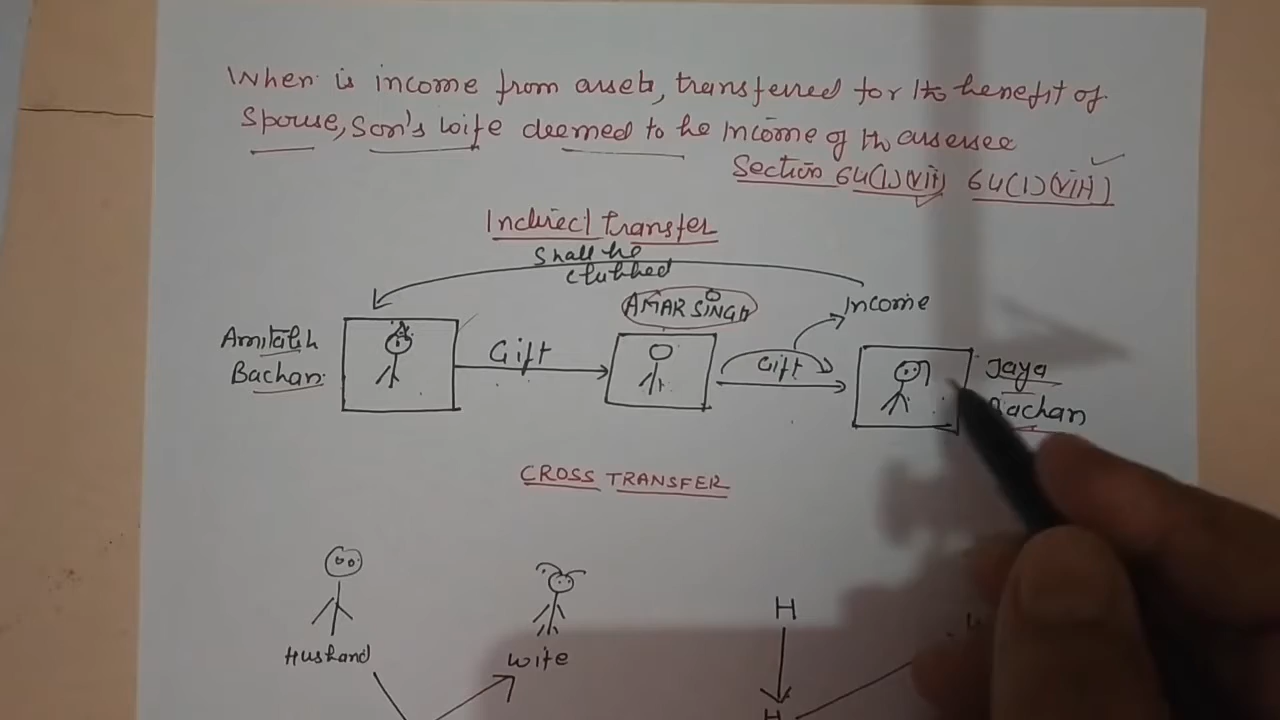 When is income from assets, transferred for the benefit of
Spouse, Son's wife deemed to be Income of the assessee
Section 64(1)(vii) 64(1)(viii)
Indirect transfer
Shall be
clubbed
AMAR SINGH
Income
Amitabh
Bachan
Gift
Gift
Jaya
Bachan
CROSS TRANSFER
Husband
wife
H
H